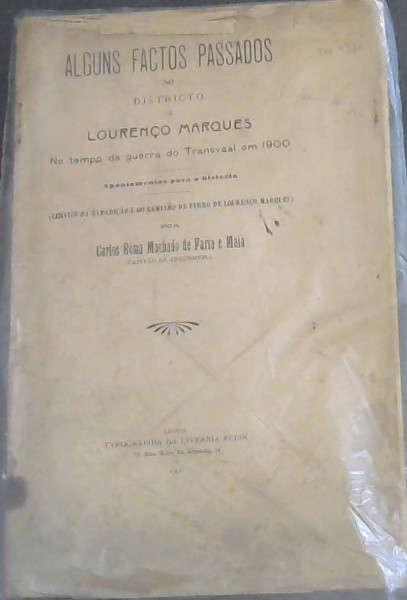 ALGUNS FACTOS PASSADOS
NO
DISTRICTO
DE
LOURENÇO MARQUES
No tempo da guerra do Transvaal em 1900
Apontamentos para a historia
(SERVIÇO DA EXPEDIÇÃO E DO CAMINHO DE FERRO DE LOURENÇO MARQUES)
POR
Carlos Roma Machado de Faria e Maia
CAPITÃO DE ENGENHERIA
LISBOA
TYPOGRAPHIA DA LIVRARIA FERIN